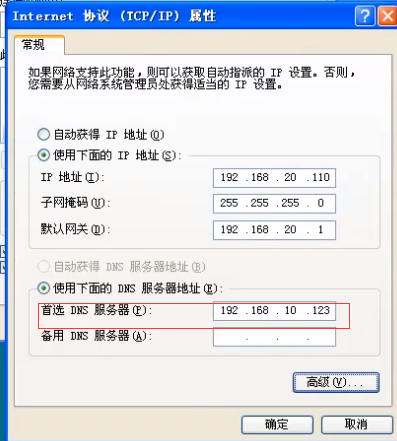 Internet 协议 (TCP/IP) 属性
常规
如果网络支持此功能，则可以获取自动指派的 IP 设置。否则，
您需要从网络系统管理员处获得适当的 IP 设置。
自动获得 IP 地址(O)
使用下面的 IP 地址(S):
IP 地址(I): 192 .168 .20 .110
子网掩码(U): 255 .255 .255 .0
默认网关(D): 192 .168 .20 .1
自动获得 DNS 服务器地址(B)
使用下面的 DNS 服务器地址(E):
首选 DNS 服务器(P): 192 .168 .10 .123
备用 DNS 服务器(A): . . .
高级(V)...
确定 取消